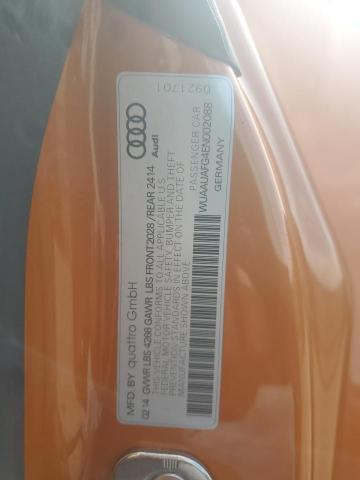 MFD. BY quattro GmbH
Audi
0921701
02 14 GVWR LBS 4266 GAWR LBS FRONT 2028 / REAR 2414
THIS VEHICLE CONFORMS TO ALL APPLICABLE U.S.
FEDERAL MOTOR VEHICLE SAFETY, BUMPER AND THEFT
PREVENTION STANDARDS IN EFFECT ON THE DATE OF
MANUFACTURE SHOWN ABOVE
PASSENGER CAR
WUAAUAFG4EN002088
GERMANY